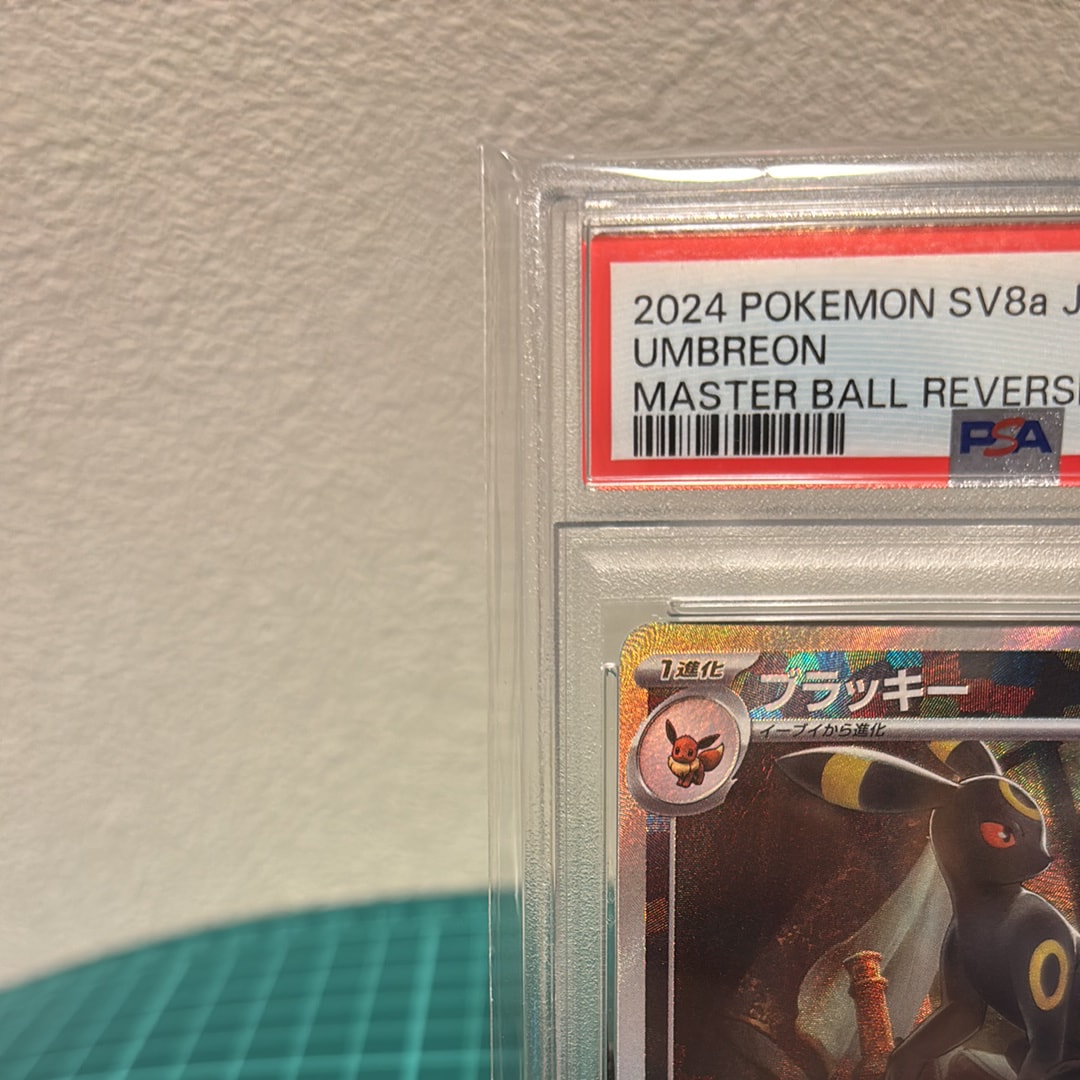 2024 POKEMON SV8a J
UMBREON
MASTER BALL REVERS
PSA
1進化
ブラッキー
イーブイから進化